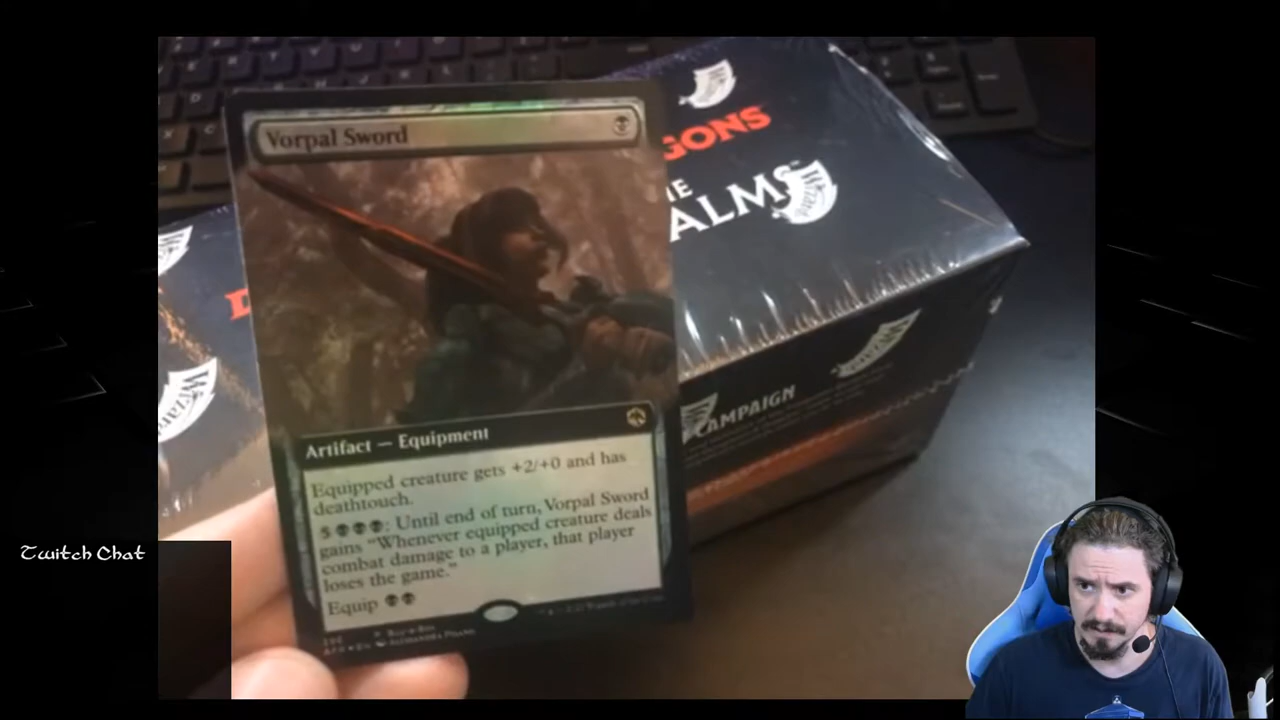 Vorpal Sword
GONS
THE
ALMS
CAMPAIGN
Artifact — Equipment
Equipped creature gets +2/+0 and has
deathtouch.
5: Until end of turn, Vorpal Sword
gains "Whenever equipped creature deals
combat damage to a player, that player
loses the game."
Equip
Twitch Chat